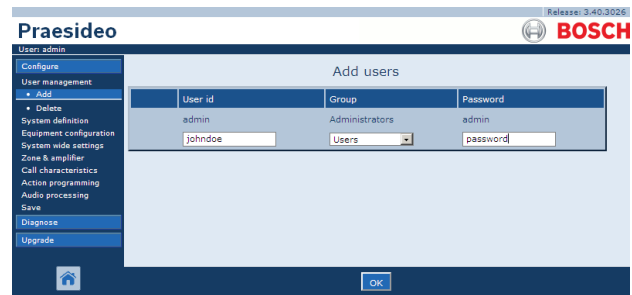 Release: 3.40.3026
Praesideo
BOSCH
User: admin
Configure
User management
• Add
• Delete
System definition
Equipment configuration
System wide settings
Zone & amplifier
Call characteristics
Action programming
Audio processing
Save
Diagnose
Upgrade
Add users
User id Group Password
admin Administrators admin
johndoe Users password
OK